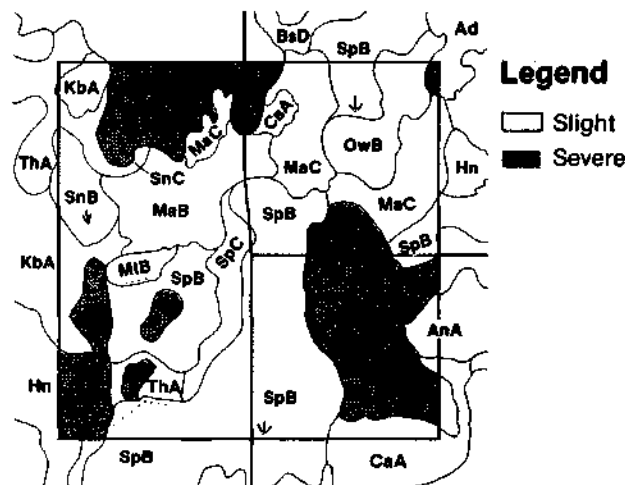 BsD
SpB
Ad
KbA
Legend
CaA
Slight
MaC
OwB
Severe
ThA
SnC
MaC
Hn
SnB
MaB
SpB
MaC
SpC
SpB
KbA
MtB
SpB
AnA
Hn
ThA
SpB
SpB
CaA